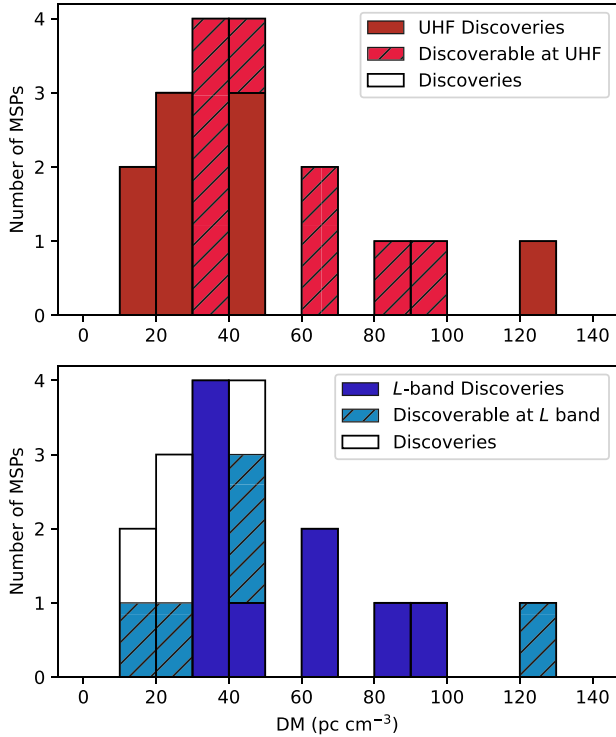 4
3
2
1
0
Number of MSPs
UHF Discoveries
Discoverable at UHF
Discoveries
0 20 40 60 80 100 120 140
4
3
2
1
0
Number of MSPs
L-band Discoveries
Discoverable at L band
Discoveries
0 20 40 60 80 100 120 140
DM (pc cm⁻³)